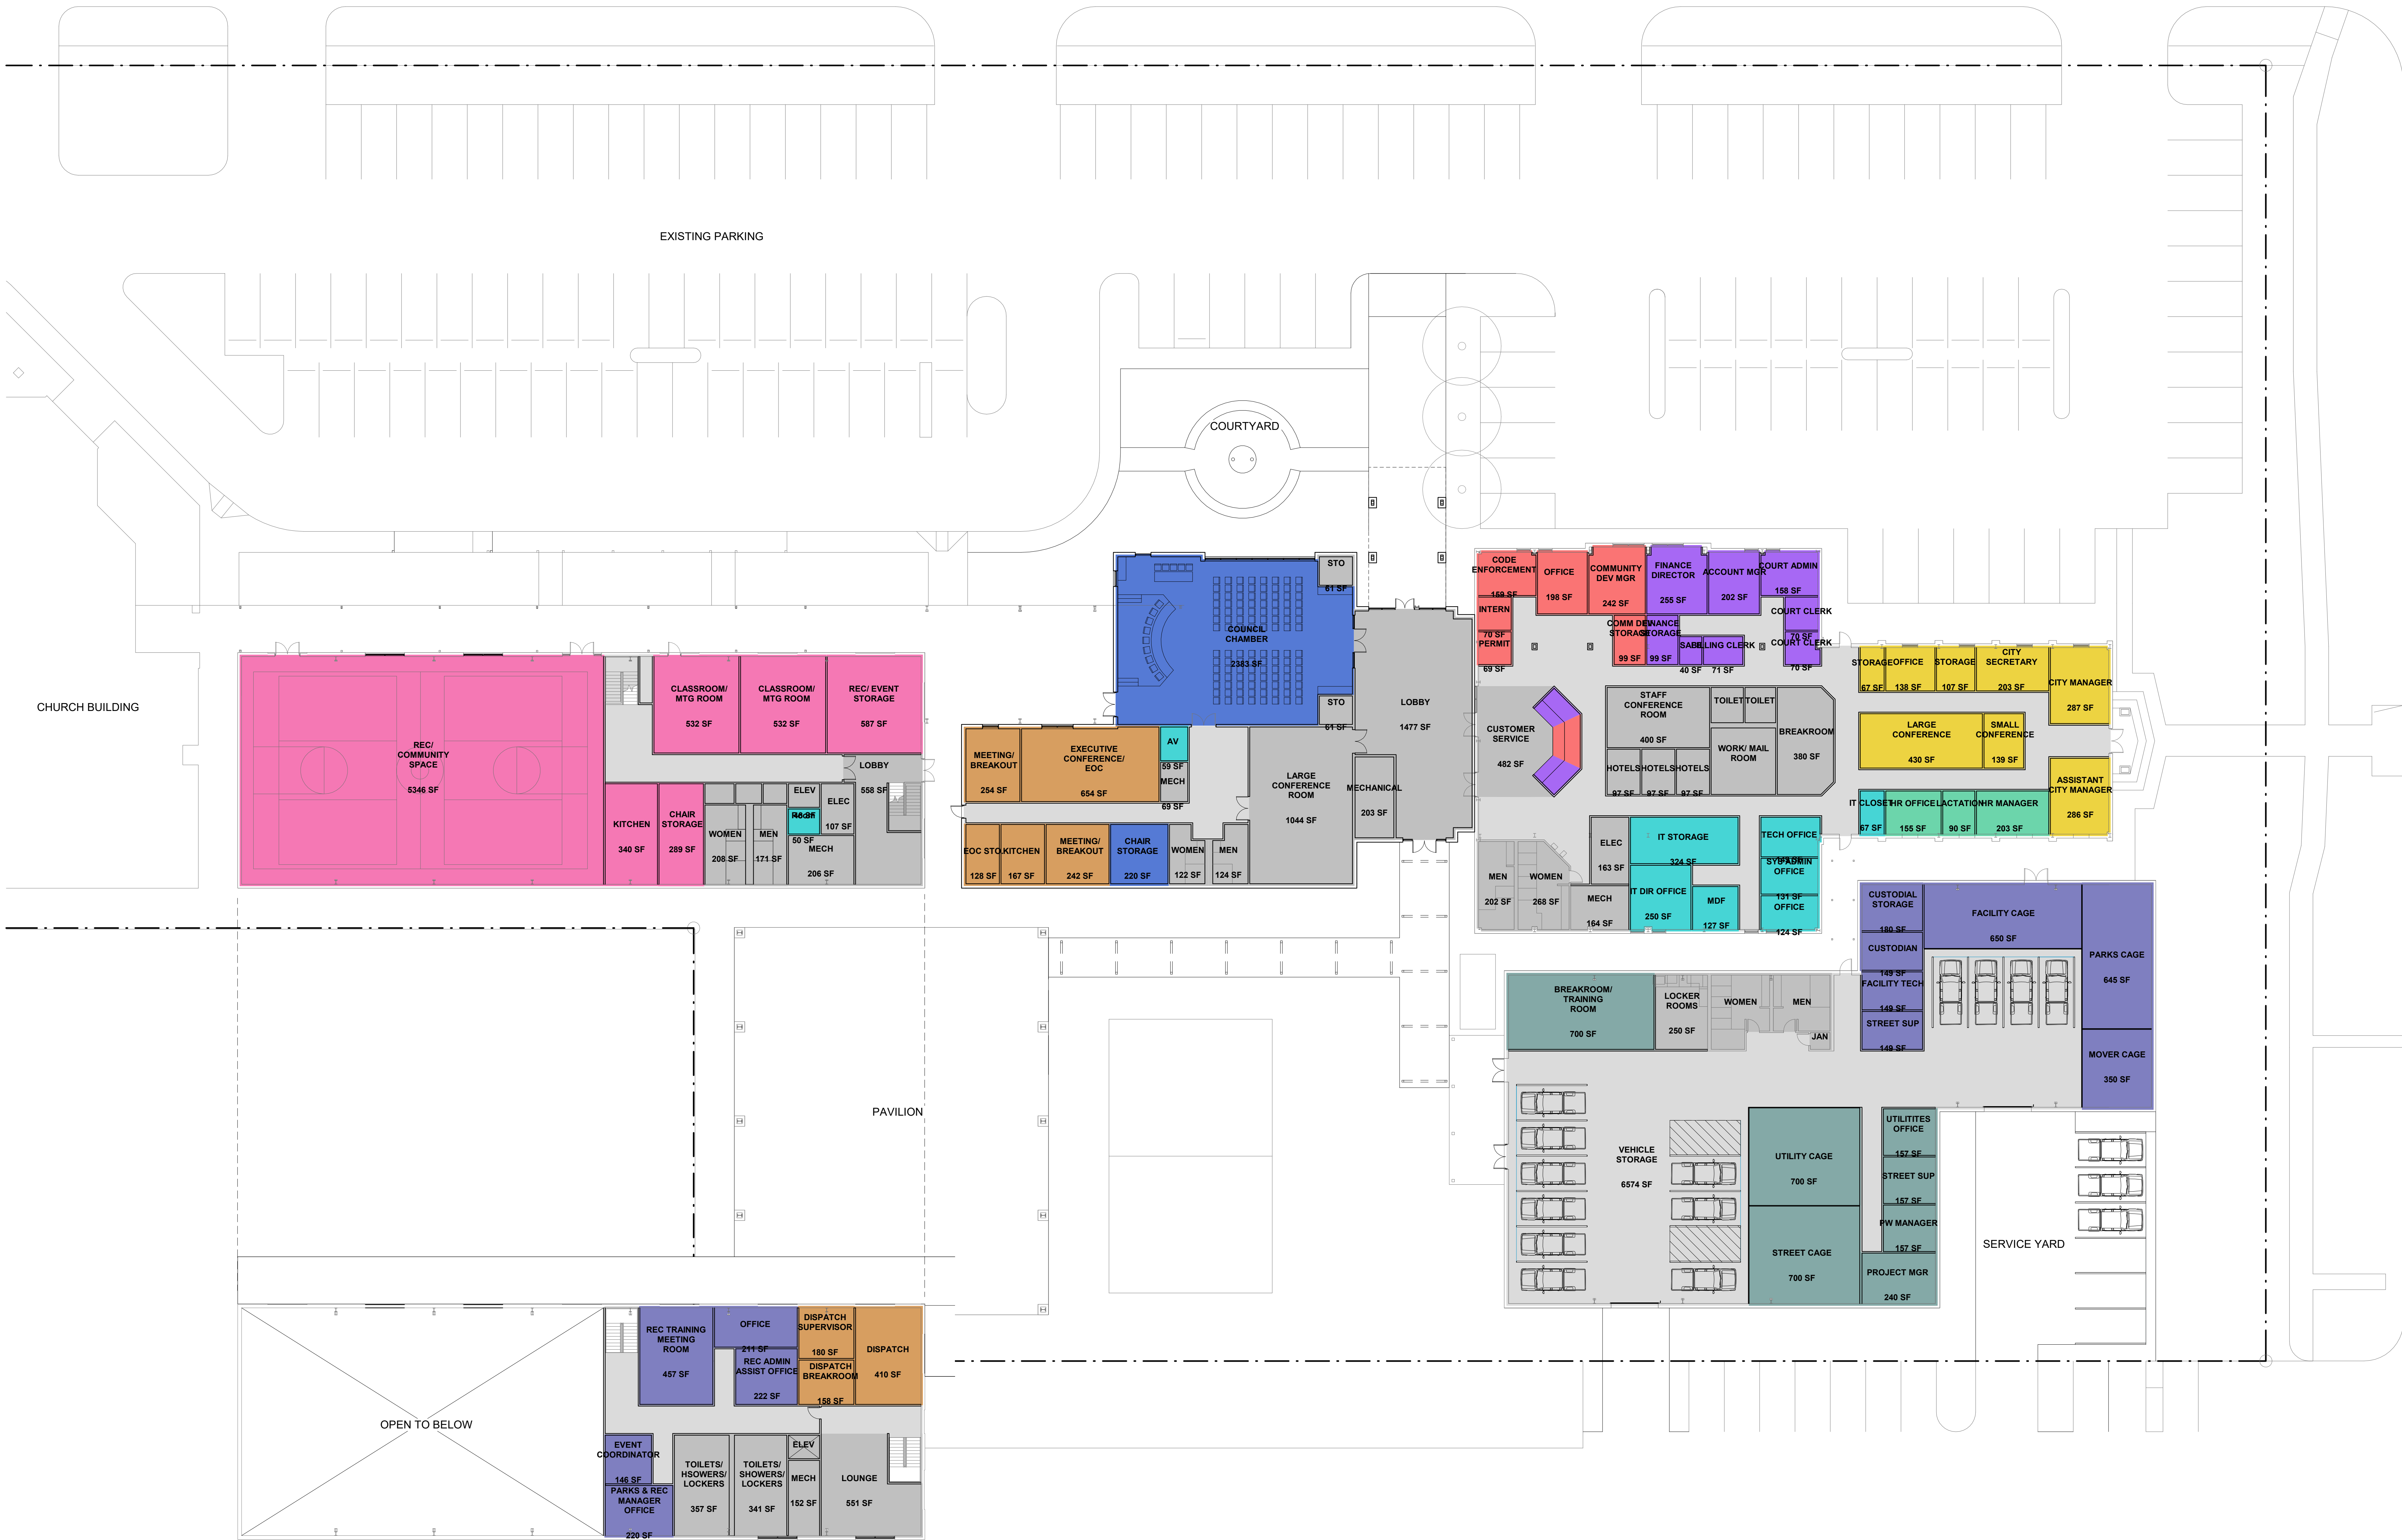 EXISTING PARKING
COURTYARD
CHURCH BUILDING
REC/
COMMUNITY
SPACE
5346 SF
CLASSROOM/
MTG ROOM
532 SF
CLASSROOM/
MTG ROOM
532 SF
REC/ EVENT
STORAGE
587 SF
LOBBY
558 SF
KITCHEN
340 SF
CHAIR
STORAGE
289 SF
WOMEN
208 SF
MEN
171 SF
ELEV
50 SF
ELEC
107 SF
MECH
206 SF
COUNCIL
CHAMBER
2383 SF
STO
61 SF
STO
61 SF
LOBBY
1477 SF
MEETING/
BREAKOUT
254 SF
EXECUTIVE
CONFERENCE/
EOC
654 SF
AV
59 SF
MECH
69 SF
LARGE
CONFERENCE
ROOM
1044 SF
MECHANICAL
203 SF
EOC STO.
128 SF
KITCHEN
167 SF
MEETING/
BREAKOUT
242 SF
CHAIR
STORAGE
220 SF
WOMEN
122 SF
MEN
124 SF
CODE
ENFORCEMENT
159 SF
OFFICE
198 SF
COMMUNITY
DEV MGR
242 SF
FINANCE
DIRECTOR
255 SF
ACCOUNT MGR
202 SF
COURT ADMIN
158 SF
INTERN
70 SF
PERMIT
69 SF
COMM DEV
STORAGE
99 SF
FINANCE
STORAGE
99 SF
SAFE
40 SF
BILLING CLERK
71 SF
COURT CLERK
70 SF
COURT CLERK
70 SF
CUSTOMER
SERVICE
482 SF
STAFF
CONFERENCE
ROOM
400 SF
TOILET
TOILET
BREAKROOM
380 SF
WORK/ MAIL
ROOM
HOTELS
97 SF
HOTELS
97 SF
HOTELS
97 SF
MEN
202 SF
WOMEN
268 SF
ELEC
163 SF
MECH
164 SF
IT STORAGE
324 SF
IT DIR OFFICE
250 SF
MDF
127 SF
TECH OFFICE
SYS ADMIN
OFFICE
131 SF
OFFICE
124 SF
STORAGE
67 SF
OFFICE
138 SF
STORAGE
107 SF
CITY
SECRETARY
203 SF
CITY MANAGER
287 SF
LARGE
CONFERENCE
430 SF
SMALL
CONFERENCE
139 SF
ASSISTANT
CITY MANAGER
286 SF
IT CLOSET
67 SF
HR OFFICE
155 SF
LACTATION
90 SF
HR MANAGER
203 SF
CUSTODIAL
STORAGE
180 SF
CUSTODIAN
149 SF
FACILITY TECH
149 SF
STREET SUP
149 SF
FACILITY CAGE
650 SF
PARKS CAGE
645 SF
MOVER CAGE
350 SF
BREAKROOM/
TRAINING
ROOM
700 SF
LOCKER
ROOMS
250 SF
WOMEN
MEN
JAN
VEHICLE
STORAGE
6574 SF
UTILITY CAGE
700 SF
STREET CAGE
700 SF
UTILITITES
OFFICE
157 SF
STREET SUP
157 SF
PW MANAGER
157 SF
PROJECT MGR
240 SF
SERVICE YARD
PAVILION
OPEN TO BELOW
REC TRAINING
MEETING
ROOM
457 SF
OFFICE
211 SF
REC ADMIN
ASSIST OFFICE
222 SF
DISPATCH
SUPERVISOR
180 SF
DISPATCH
BREAKROOM
158 SF
DISPATCH
410 SF
EVENT
COORDINATOR
146 SF
PARKS & REC
MANAGER
OFFICE
220 SF
TOILETS/
HSOWERS/
LOCKERS
357 SF
TOILETS/
SHOWERS/
LOCKERS
341 SF
ELEV
MECH
152 SF
LOUNGE
551 SF